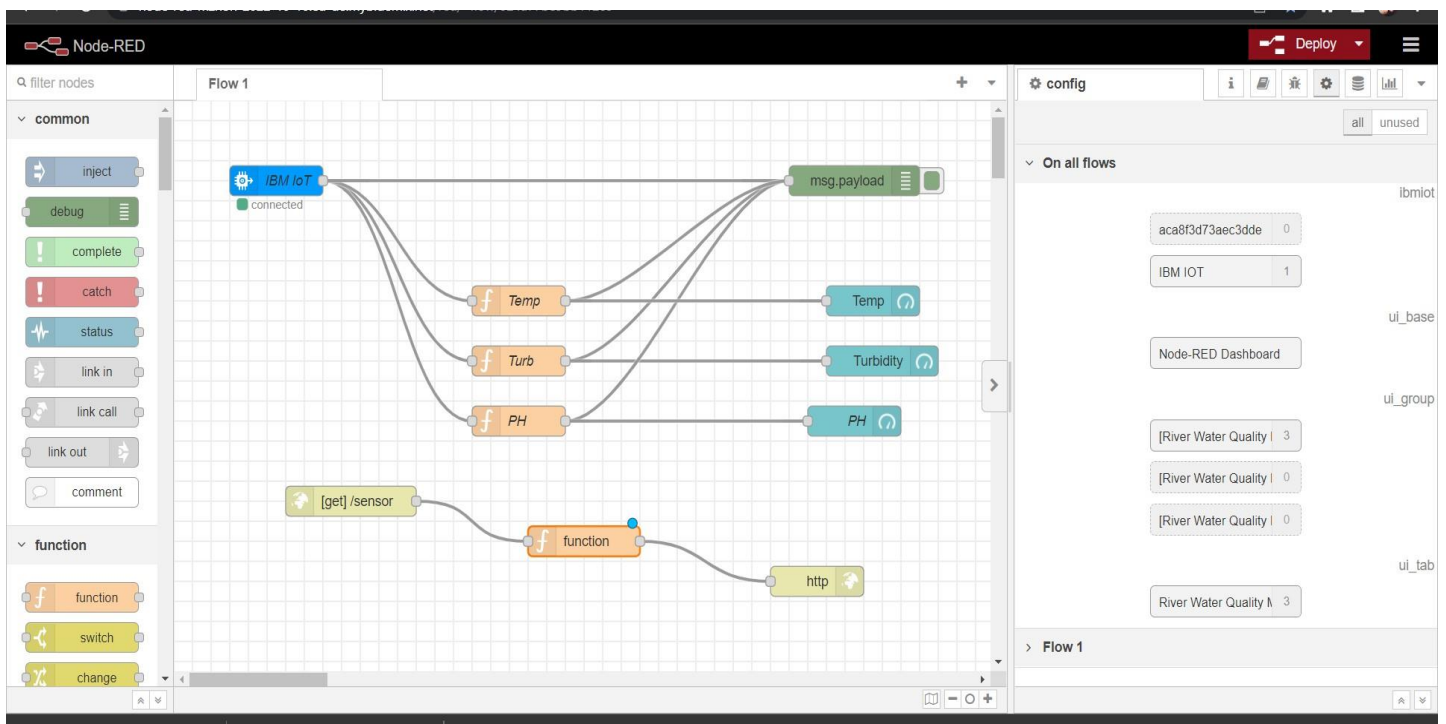 Node-RED
Deploy
filter nodes
common
inject
debug
complete
catch
status
link in
link call
link out
comment
function
function
switch
change
Flow 1
IBM IoT
connected
msg.payload
Temp
Temp
Turb
Turbidity
PH
PH
[get] /sensor
function
http
config
i
all
unused
On all flows
ibmiot
aca8f3d73aec3dde 0
IBM IOT 1
ui_base
Node-RED Dashboard
ui_group
[River Water Quality 3
[River Water Quality 0
[River Water Quality 0
ui_tab
River Water Quality 3
Flow 1